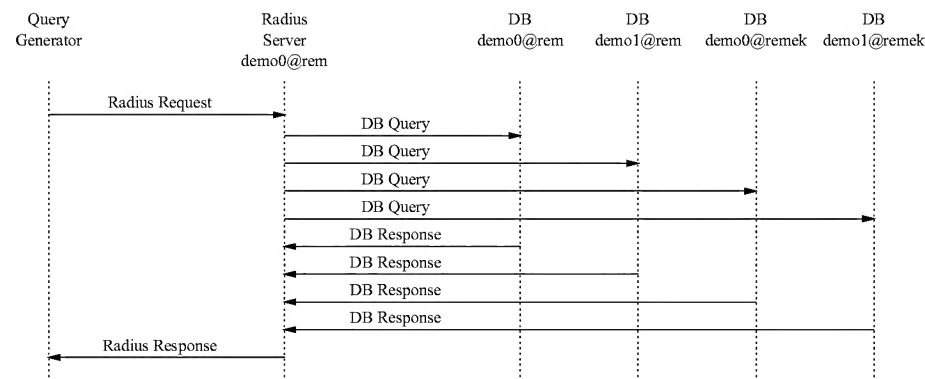 Query
Generator
Radius
Server
demo0@rem
DB
demo0@rem
DB
demo1@rem
DB
demo0@remek
DB
demo1@remek
Radius Request
DB Query
DB Query
DB Query
DB Query
DB Response
DB Response
DB Response
DB Response
Radius Response